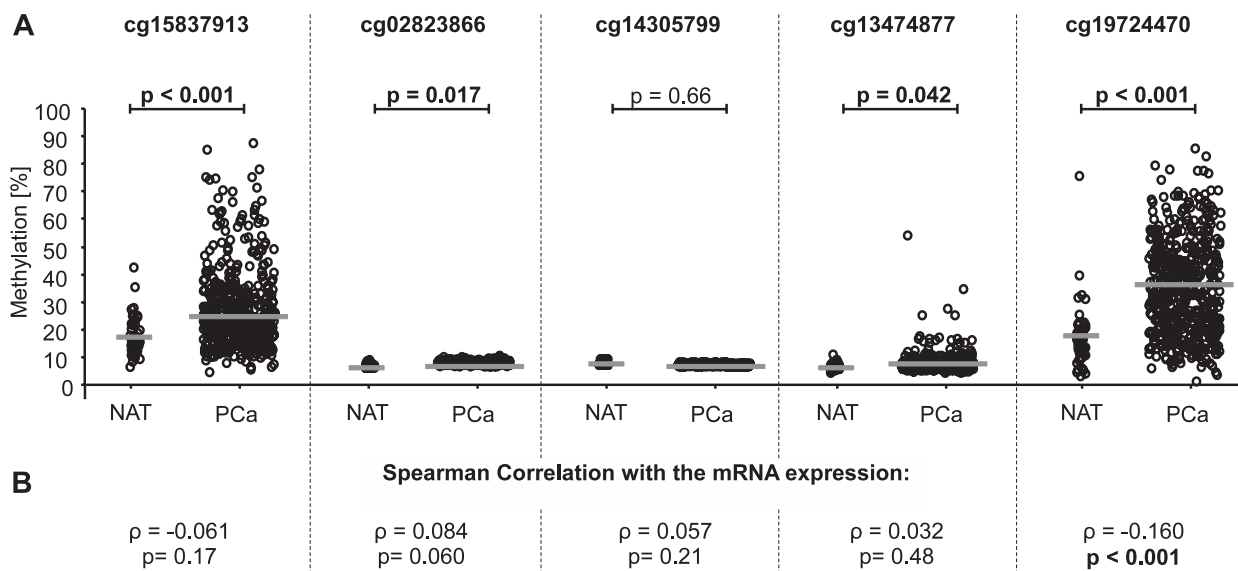 A
cg15837913 cg02823866 cg14305799 cg13474877 cg19724470
p < 0.001 p = 0.017 p = 0.66 p = 0.042 p < 0.001
Methylation [%]
100
90
80
70
60
50
40
30
20
10
0
NAT PCa NAT PCa NAT PCa NAT PCa NAT PCa
B
Spearman Correlation with the mRNA expression:
ρ = -0.061 ρ = 0.084 ρ = 0.057 ρ = 0.032 ρ = -0.160
p= 0.17 p= 0.060 p= 0.21 p= 0.48 p < 0.001